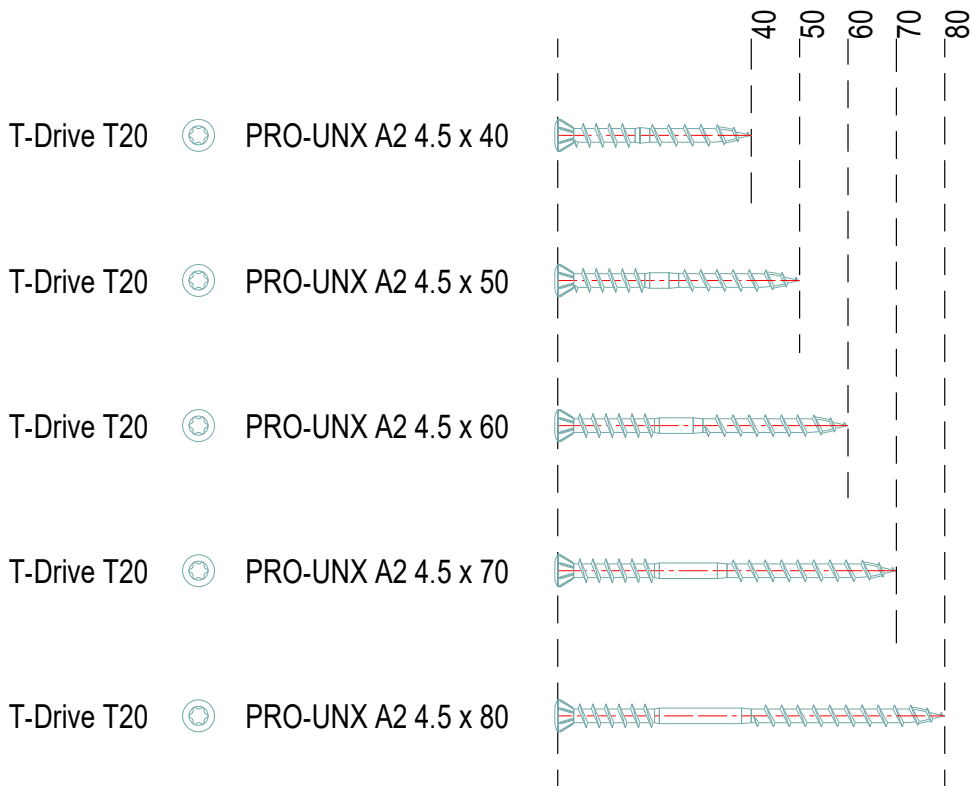 40 50 60 70 80
T-Drive T20 PRO-UNX A2 4.5 x 40
T-Drive T20 PRO-UNX A2 4.5 x 50
T-Drive T20 PRO-UNX A2 4.5 x 60
T-Drive T20 PRO-UNX A2 4.5 x 70
T-Drive T20 PRO-UNX A2 4.5 x 80